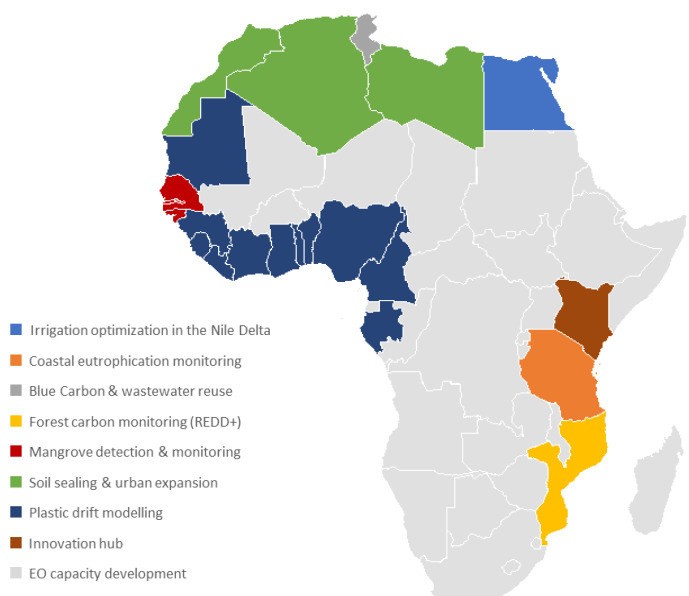 Irrigation optimization in the Nile Delta
Coastal eutrophication monitoring
Blue Carbon & wastewater reuse
Forest carbon monitoring (REDD+)
Mangrove detection & monitoring
Soil sealing & urban expansion
Plastic drift modelling
Innovation hub
EO capacity development